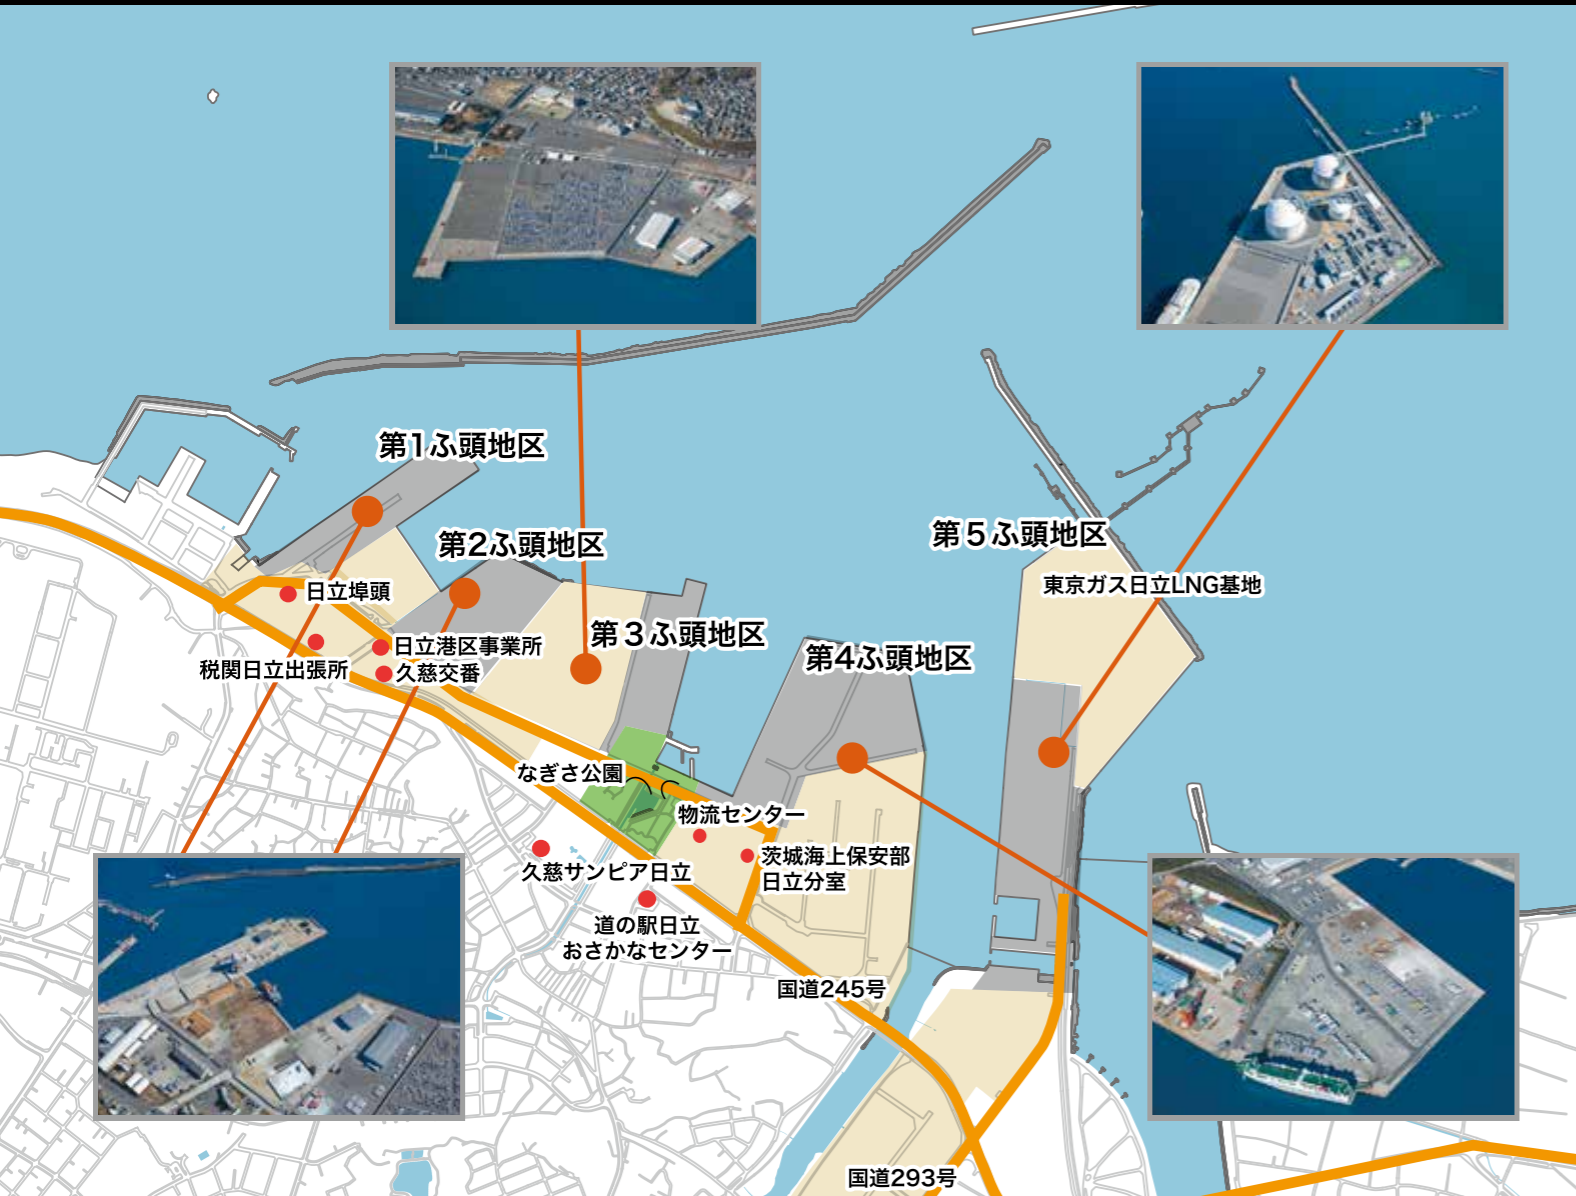 第1ふ頭地区
第2ふ頭地区
第５ふ頭地区
東京ガス日立LNG基地
日立埠頭
第３ふ頭地区
日立港区事業所
税関日立出張所
久慈交番
第4ふ頭地区
なぎさ公園
物流センター
茨城海上保安部
日立分室
久慈サンピア日立
道の駅日立
おさかなセンター
国道245号
国道293号